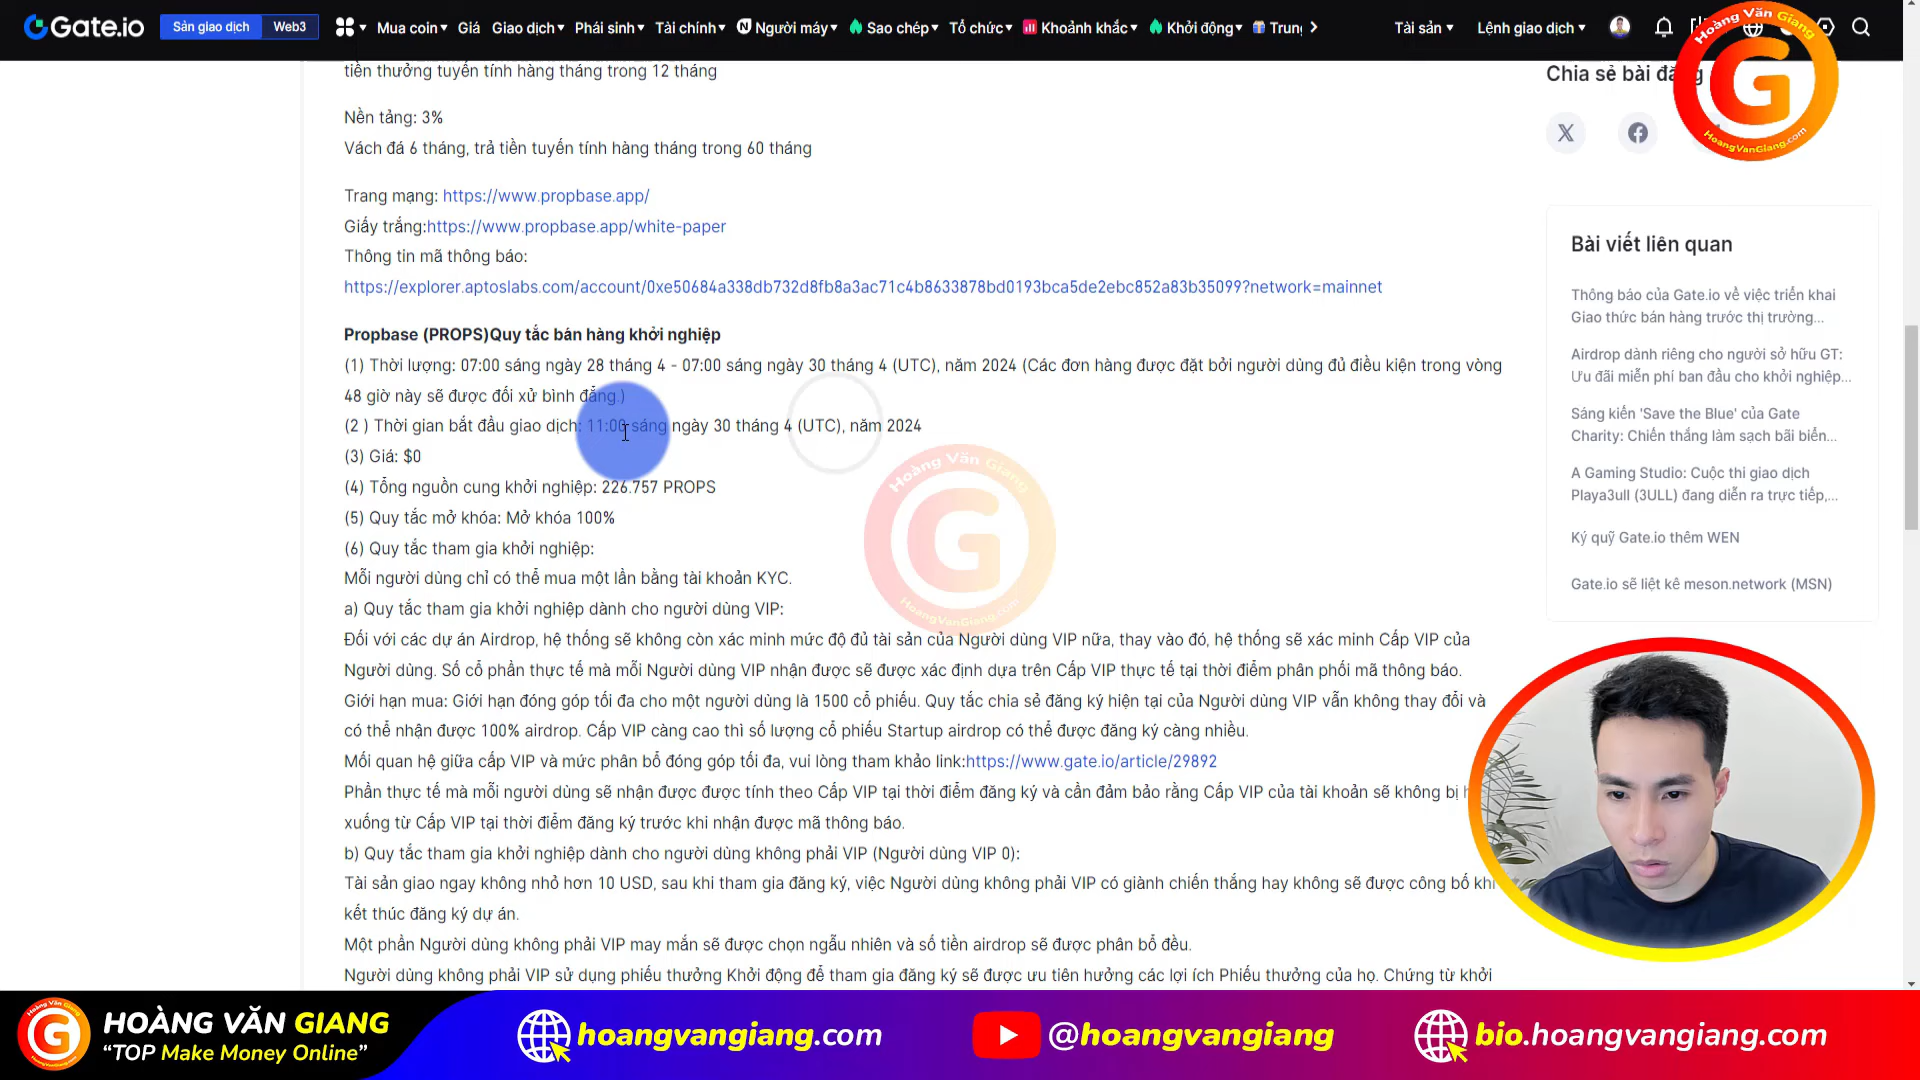 Gate.io
Sàn giao dịch
Web3
Mua coin
Giá
Giao dịch
Phái sinh
Tài chính
Người máy
Sao chép
Tổ chức
Khoảnh khắc
Khởi động
Trung
Tài sản
Lệnh giao dịch
tiền thưởng tuyến tính hàng tháng trong 12 tháng
Nền tảng: 3%
Vách đá 6 tháng, trả tiền tuyến tính hàng tháng trong 60 tháng
Trang mạng: https://www.propbase.app/
Giấy trắng:https://www.propbase.app/white-paper
Thông tin mã thông báo:
https://explorer.aptoslabs.com/account/0xe50684a338db732d8fb8a3ac71c4b8633878bd0193bca5de2ebc852a83b35099?network=mainnet
Propbase (PROPS)Quy tắc bán hàng khởi nghiệp
(1) Thời lượng: 07:00 sáng ngày 28 tháng 4 - 07:00 sáng ngày 30 tháng 4 (UTC), năm 2024 (Các đơn hàng được đặt bởi người dùng đủ điều kiện trong vòng
48 giờ này sẽ được đối xử bình đẳng.)
(2 ) Thời gian bắt đầu giao dịch: 11:00 sáng ngày 30 tháng 4 (UTC), năm 2024
(3) Giá: $0
(4) Tổng nguồn cung khởi nghiệp: 226.757 PROPS
(5) Quy tắc mở khóa: Mở khóa 100%
(6) Quy tắc tham gia khởi nghiệp:
Mỗi người dùng chỉ có thể mua một lần bằng tài khoản KYC.
a) Quy tắc tham gia khởi nghiệp dành cho người dùng VIP:
Đối với các dự án Airdrop, hệ thống sẽ không còn xác minh mức độ đủ tài sản của Người dùng VIP nữa, thay vào đó, hệ thống sẽ xác minh Cấp VIP của
Người dùng. Số cổ phần thực tế mà mỗi Người dùng VIP nhận được sẽ được xác định dựa trên Cấp VIP thực tế tại thời điểm phân phối mã thông báo.
Giới hạn mua: Giới hạn đóng góp tối đa cho một người dùng là 1500 cổ phiếu. Quy tắc chia sẻ đăng ký hiện tại của Người dùng VIP vẫn không thay đổi và
có thể nhận được 100% airdrop. Cấp VIP càng cao thì số lượng cổ phiếu Startup airdrop có thể được đăng ký càng nhiều.
Mối quan hệ giữa cấp VIP và mức phân bổ đóng góp tối đa, vui lòng tham khảo link:https://www.gate.io/article/29892
Phần thực tế mà mỗi người dùng sẽ nhận được được tính theo Cấp VIP tại thời điểm đăng ký và cần đảm bảo rằng Cấp VIP của tài khoản sẽ không bị
xuống từ Cấp VIP tại thời điểm đăng ký trước khi nhận được mã thông báo.
b) Quy tắc tham gia khởi nghiệp dành cho người dùng không phải VIP (Người dùng VIP 0):
Tài sản giao ngay không nhỏ hơn 10 USD, sau khi tham gia đăng ký, việc Người dùng không phải VIP có giành chiến thắng hay không sẽ được công bố khi
kết thúc đăng ký dự án.
Một phần Người dùng không phải VIP may mắn sẽ được chọn ngẫu nhiên và số tiền airdrop sẽ được phân bổ đều.
Người dùng không phải VIP sử dụng phiếu thưởng Khởi động để tham gia đăng ký sẽ được ưu tiên hưởng các lợi ích Phiếu thưởng của họ. Chứng từ khởi
Chia sẻ bài đăng
Bài viết liên quan
Thông báo của Gate.io về việc triển khai
Giao thức bán hàng trước thị trường...
Airdrop dành riêng cho người sở hữu GT:
Ưu đãi miễn phí ban đầu cho khởi nghiệp...
Sáng kiến 'Save the Blue' của Gate
Charity: Chiến thắng làm sạch bãi biển...
A Gaming Studio: Cuộc thi giao dịch
Playa3ull (3ULL) đang diễn ra trực tiếp,...
Ký quỹ Gate.io thêm WEN
Gate.io sẽ liệt kê meson.network (MSN)
Hoàng Văn Giang
G
HoangVanGiang.com
Hoàng Văn Giang
G
HoangVanGiang.com
HOÀNG VĂN GIANG
"TOP Make Money Online"
hoangvangiang.com
@hoangvangiang
bio.hoangvangiang.com